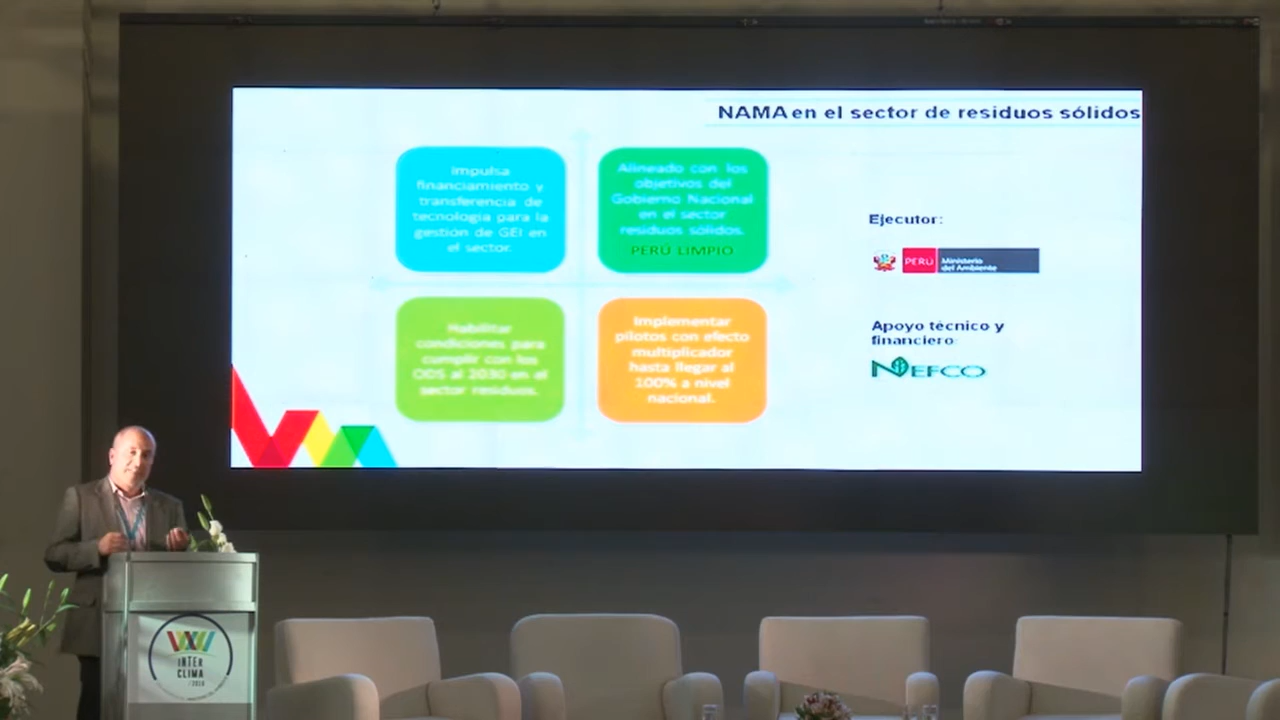 NAMA en el sector de residuos sólidos
Impulsa
financiamiento y
transferencia de
tecnología para la
gestión de GEI en
el sector.
Alineado con los
objetivos del
Gobierno Nacional
en el sector
residuos solidos.
PERÚ LIMPIO
Habilitar
condiciones para
cumplir con los
ODS al 2030 en el
sector residuos.
Implementar
pilotos con efecto
multiplicador
hasta llegar al
100% a nivel
nacional.
Ejecutor:
PERÚ
Ministerio
del Ambiente
Apoyo técnico y
financiero:
NEFCO
INTER
CLIMA